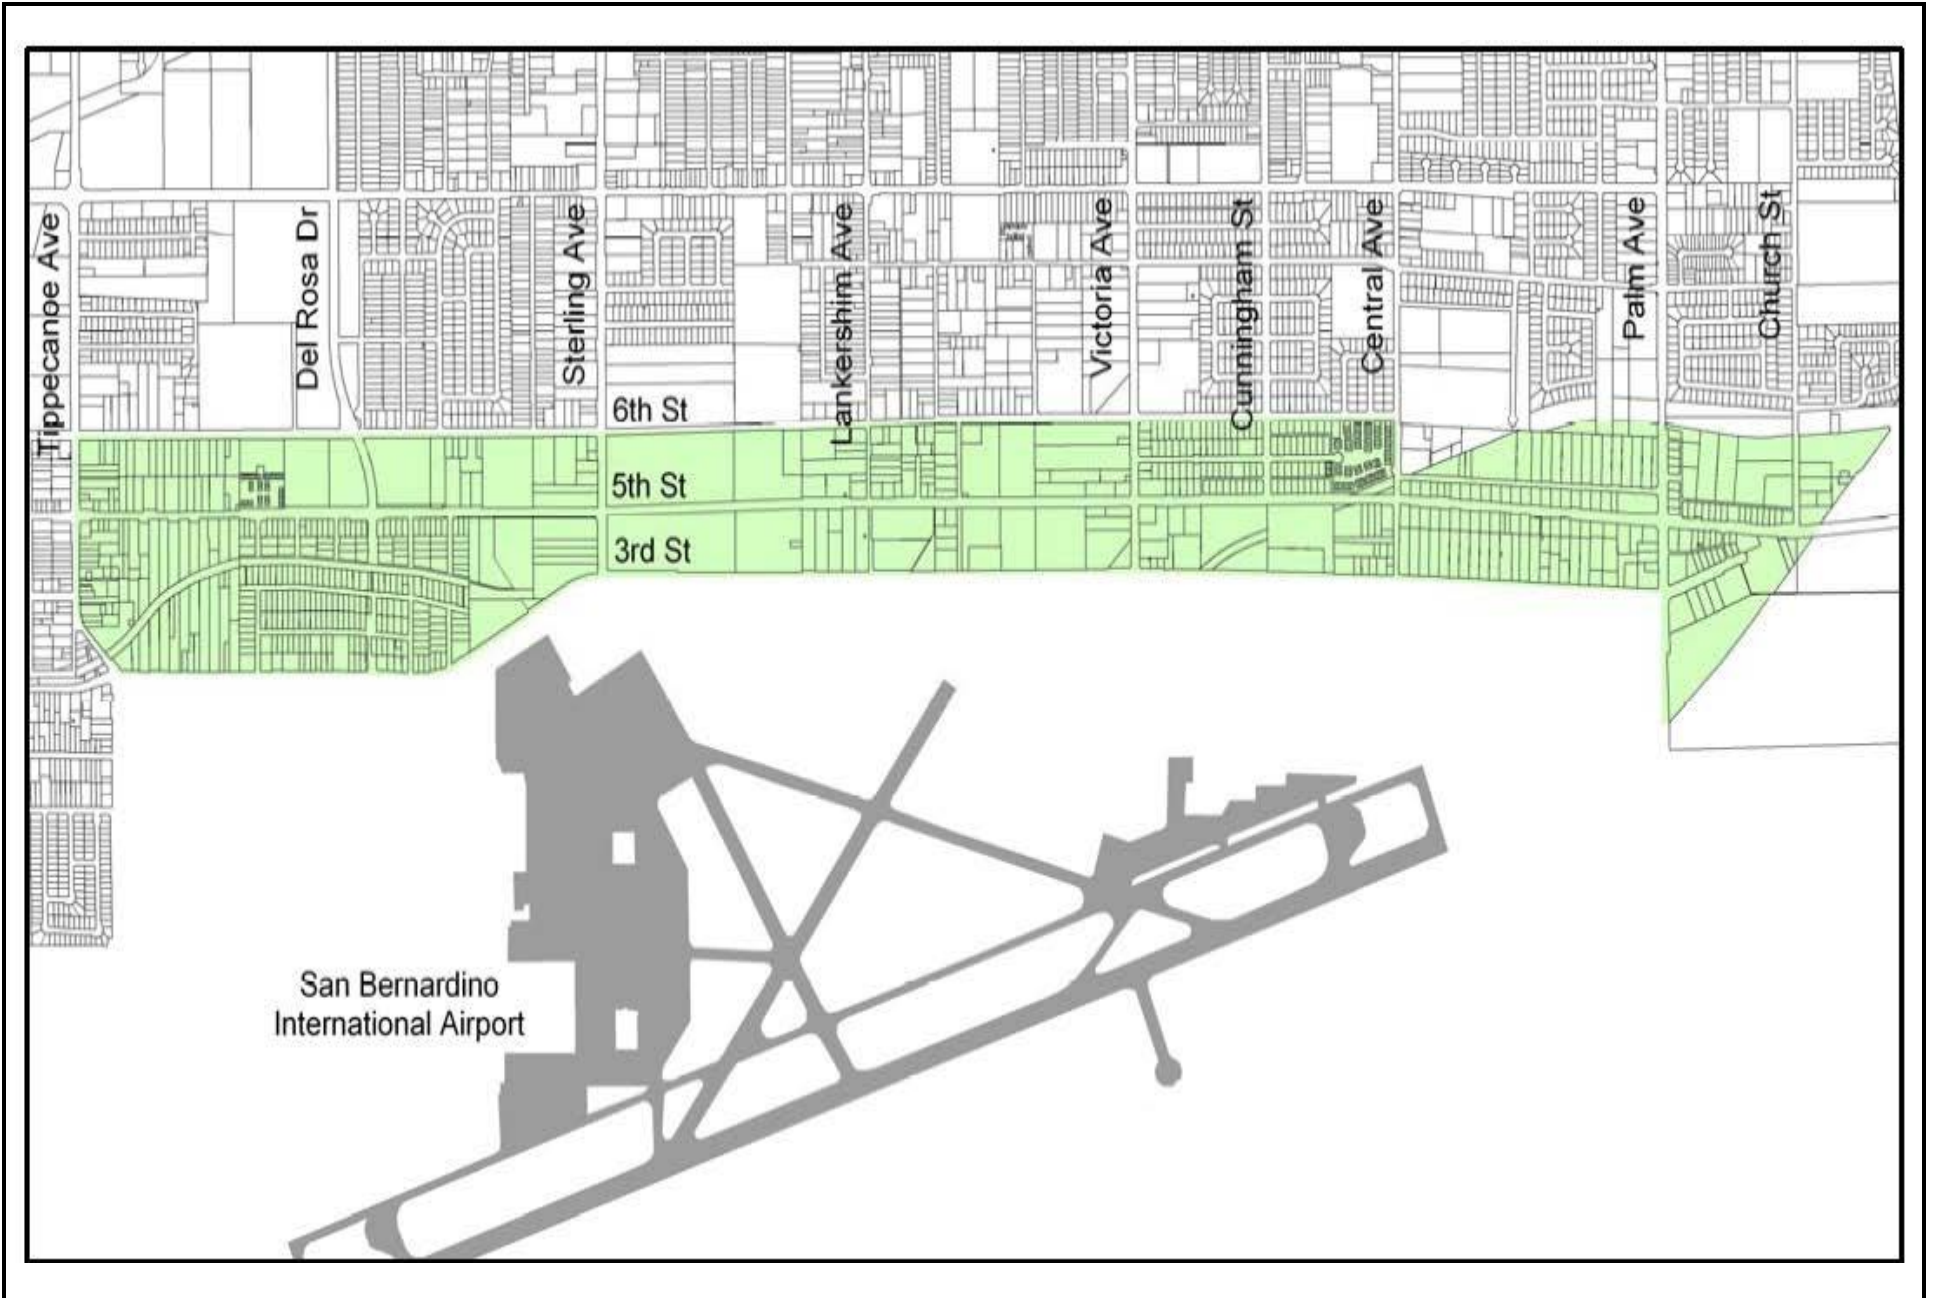 Tippecanoe Ave
Del Rosa Dr
Sterling Ave
Lankershim Ave
Victoria Ave
Cunningham St
Central Ave
Palm Ave
Church St
6th St
5th St
3rd St
San Bernardino
International Airport